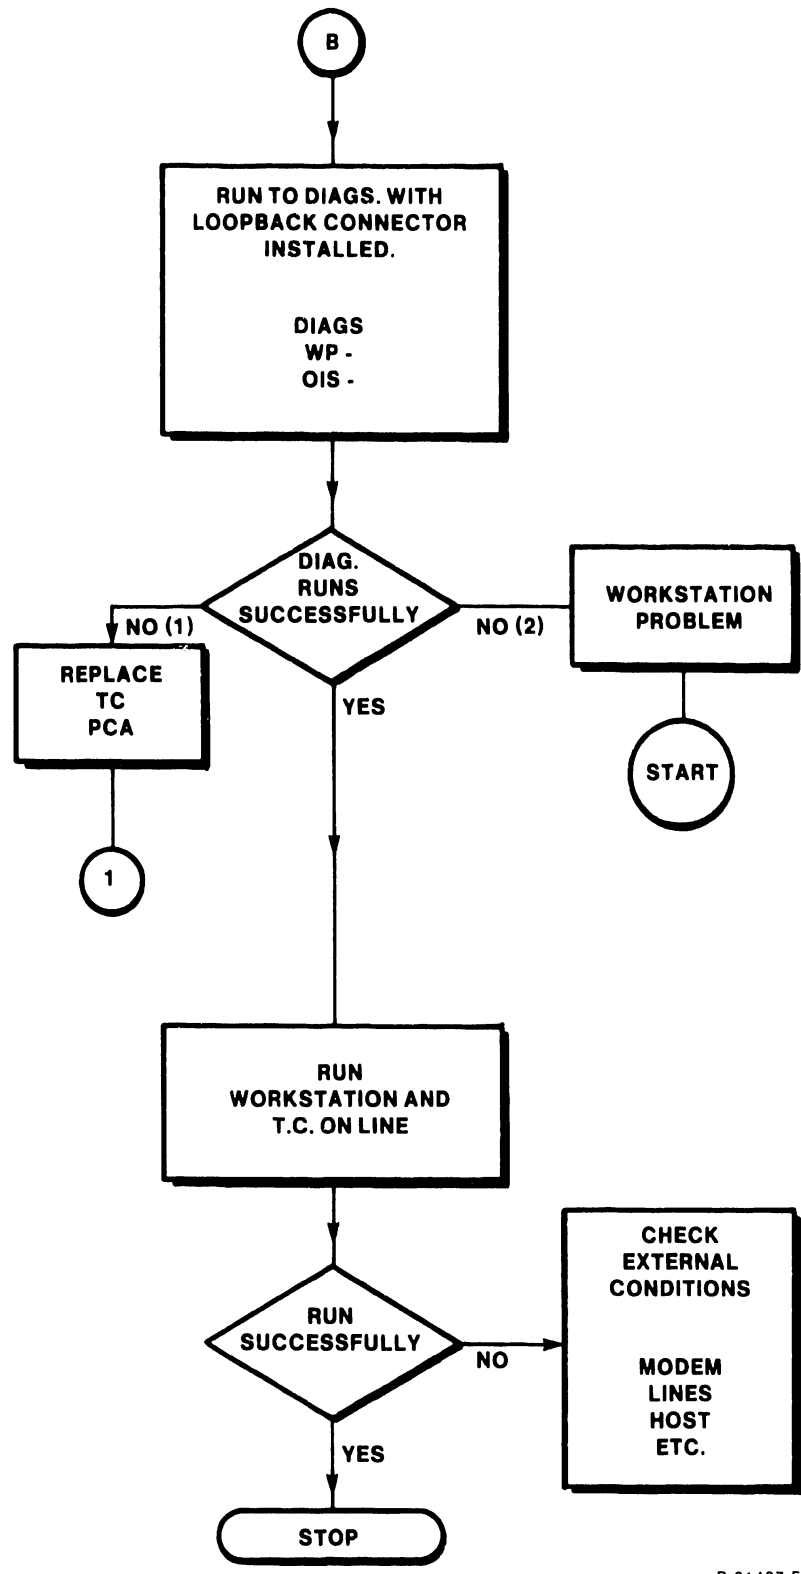 B
RUN TO DIAGS. WITH
LOOPBACK CONNECTOR
INSTALLED.
DIAGS
WP -
OIS -
DIAG.
RUNS
SUCCESSFULLY
NO (1)
NO (2)
WORKSTATION
PROBLEM
REPLACE
TC
PCA
YES
START
1
RUN
WORKSTATION AND
T.C. ON LINE
RUN
SUCCESSFULLY
NO
CHECK
EXTERNAL
CONDITIONS
MODEM
LINES
HOST
ETC.
YES
STOP